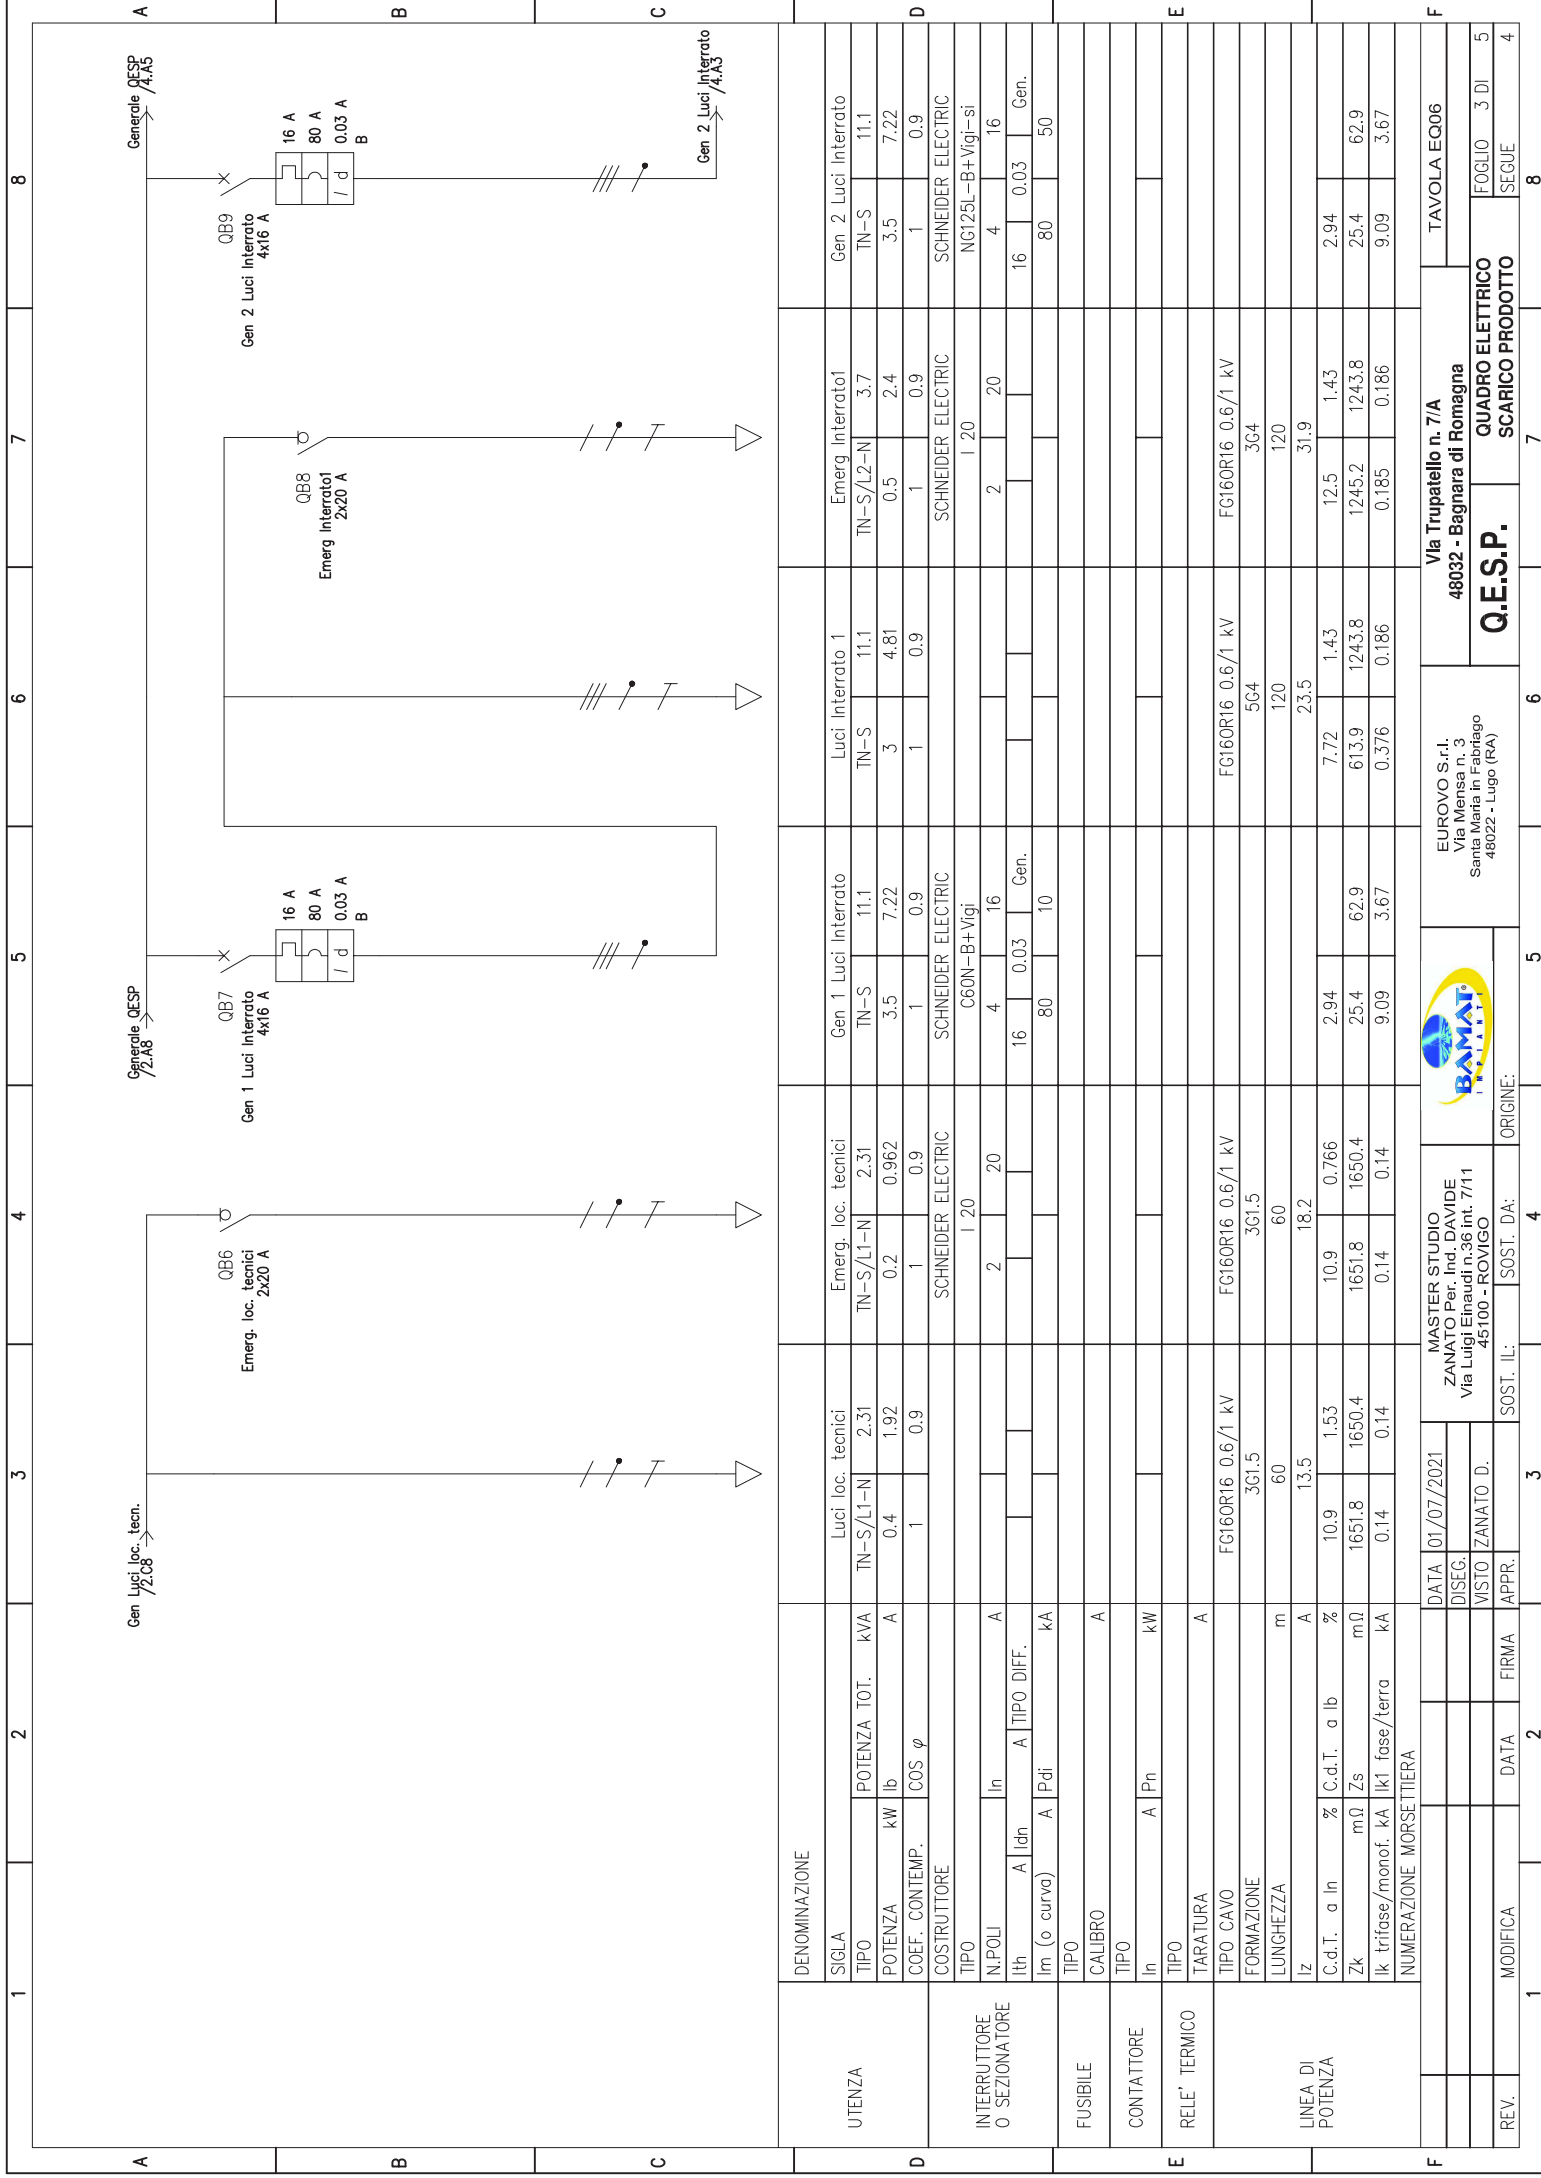 1 2 3 4 5 6 7 8
A
B
C
D
E
F
Gen Luci loc. tecn.
/2.C8
Generale QESP
/2.A8
Generale QESP
/4.A5
QB6
Emerg. loc. tecnici
2x20 A
QB7
Gen 1 Luci Interrato
4x16 A
16 A
80 A
0.03 A
B
I d
QB8
Emerg Interrato1
2x20 A
QB9
Gen 2 Luci Interrato
4x16 A
16 A
80 A
0.03 A
B
I d
Gen 2 Luci Interrato
/4.A3
DENOMINAZIONE
UTENZA
SIGLA Luci loc. tecnici Emerg. loc. tecnici Gen 1 Luci Interrato Luci Interrato 1 Emerg Interrato1 Gen 2 Luci Interrato
TIPO POTENZA TOT. kVA TN-S/L1-N 2.31 TN-S/L1-N 2.31 TN-S 11.1 TN-S 11.1 TN-S/L2-N 3.7 TN-S 11.1
POTENZA kW Ib A 0.4 1.92 0.2 0.962 3.5 7.22 3 4.81 0.5 2.4 3.5 7.22
COEF. CONTEMP. COS φ 1 0.9 1 0.9 1 0.9 1 0.9 1 0.9 1 0.9
INTERRUTTORE
O SEZIONATORE
COSTRUTTORE SCHNEIDER ELECTRIC SCHNEIDER ELECTRIC SCHNEIDER ELECTRIC SCHNEIDER ELECTRIC
TIPO I 20 C60N-B+Vigi I 20 NG125L-B+Vigi-si
N.POLI In A 2 20 4 16 2 20 4 16
Ith A Idn A TIPO DIFF. 16 0.03 Gen. 16 0.03 Gen.
Im (o curva) A Pdi kA 80 10 80 50
FUSIBILE
TIPO
CALIBRO A
CONTATTORE
TIPO
In A Pn kW
RELE' TERMICO
TIPO
TARATURA A
LINEA DI
POTENZA
TIPO CAVO FG16OR16 0.6/1 kV FG16OR16 0.6/1 kV FG16OR16 0.6/1 kV FG16OR16 0.6/1 kV
FORMAZIONE 3G1.5 3G1.5 5G4 3G4
LUNGHEZZA m 60 60 120 120
Iz A 13.5 18.2 23.5 31.9
C.d.T. a In % C.d.T. a Ib % 10.9 1.53 10.9 0.766 2.94 7.72 1.43 12.5 1.43 2.94
Zk mΩ Zs mΩ 1651.8 1650.4 1651.8 1650.4 25.4 62.9 613.9 1243.8 1245.2 1243.8 25.4 62.9
Ik trifase/monof. kA Ik1 fase/terra kA 0.14 0.14 0.14 0.14 9.09 3.67 0.376 0.186 0.185 0.186 9.09 3.67
NUMERAZIONE MORSETTIERA
REV. MODIFICA DATA FIRMA
DATA 01/07/2021
DISEG.
VISTO ZANATO D.
APPR.
MASTER STUDIO
ZANATO Per. Ind. DAVIDE
Via Luigi Einaudi n.36 int. 7/11
45100 - ROVIGO
SOST. IL: SOST. DA: ORIGINE:
BAMAT
IMPIANTI
EUROVO S.r.l.
Via Mensa n. 3
Santa Maria in Fabriago
48022 - Lugo (RA)
Via Trupatello n. 7/A
48032 - Bagnara di Romagna
Q.E.S.P.
QUADRO ELETTRICO
SCARICO PRODOTTO
TAVOLA EQ06
FOGLIO 3 DI 5
SEGUE 4
1 2 3 4 5 6 7 8
A
B
C
D
E
F